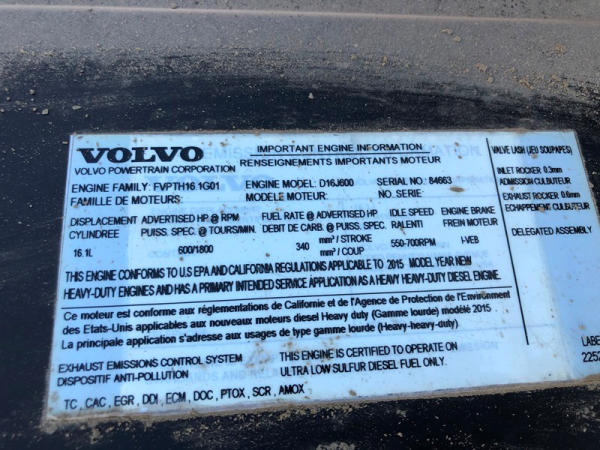 VOLVO
VOLVO POWERTRAIN CORPORATION
IMPORTANT ENGINE INFORMATION
RENSEIGNEMENTS IMPORTANTS MOTEUR
ENGINE FAMILY: FVPTH16.1G01 ENGINE MODEL: D16J600 SERIAL NO.: 84663
FAMILLE DE MOTEURS: MODELE MOTEUR: NO. SERIE:
DISPLACEMENT ADVERTISED HP @ RPM FUEL RATE @ ADVERTISED HP IDLE SPEED ENGINE BRAKE
CYLINDREE PUISS. SPEC. @ TOURS/MIN. DEBIT DE CARB. @ PUISS. SPEC. RALENTI FREIN MOTEUR
16.1L 600/1800 340 mm³ / STROKE 550-700RPM I-VEB
mm³ / COUP
THIS ENGINE CONFORMS TO U.S EPA AND CALIFORNIA REGULATIONS APPLICABLE TO 2015 MODEL YEAR NEW
HEAVY-DUTY ENGINES AND HAS A PRIMARY INTENDED SERVICE APPLICATION AS A HEAVY HEAVY-DUTY DIESEL ENGINE.
Ce moteur est conforme aux réglementations de Californie et de l'Agence de Protection de l'Environment
des Etats-Unis applicables aux nouveaux moteurs diesel Heavy duty (Gamme lourde) modèlé 2015
La principale application s'adresse aux usages de type gamme lourde (Heavy-heavy-duty).
EXHAUST EMISSIONS CONTROL SYSTEM THIS ENGINE IS CERTIFIED TO OPERATE ON
DISPOSITIF ANTI-POLLUTION ULTRA LOW SULFUR DIESEL FUEL ONLY.
TC , CAC , EGR , DDI , ECM , DOC , PTOX , SCR , AMOX
VALVE LASH (JEU SOUPAPES)
INLET ROCKER 0.3mm
ADMISSION CULBUTEUR
EXHAUST ROCKER 0.6mm
ECHAPPEMENT CULBUTEUR
DELEGATED ASSEMBLY
LABE
2252